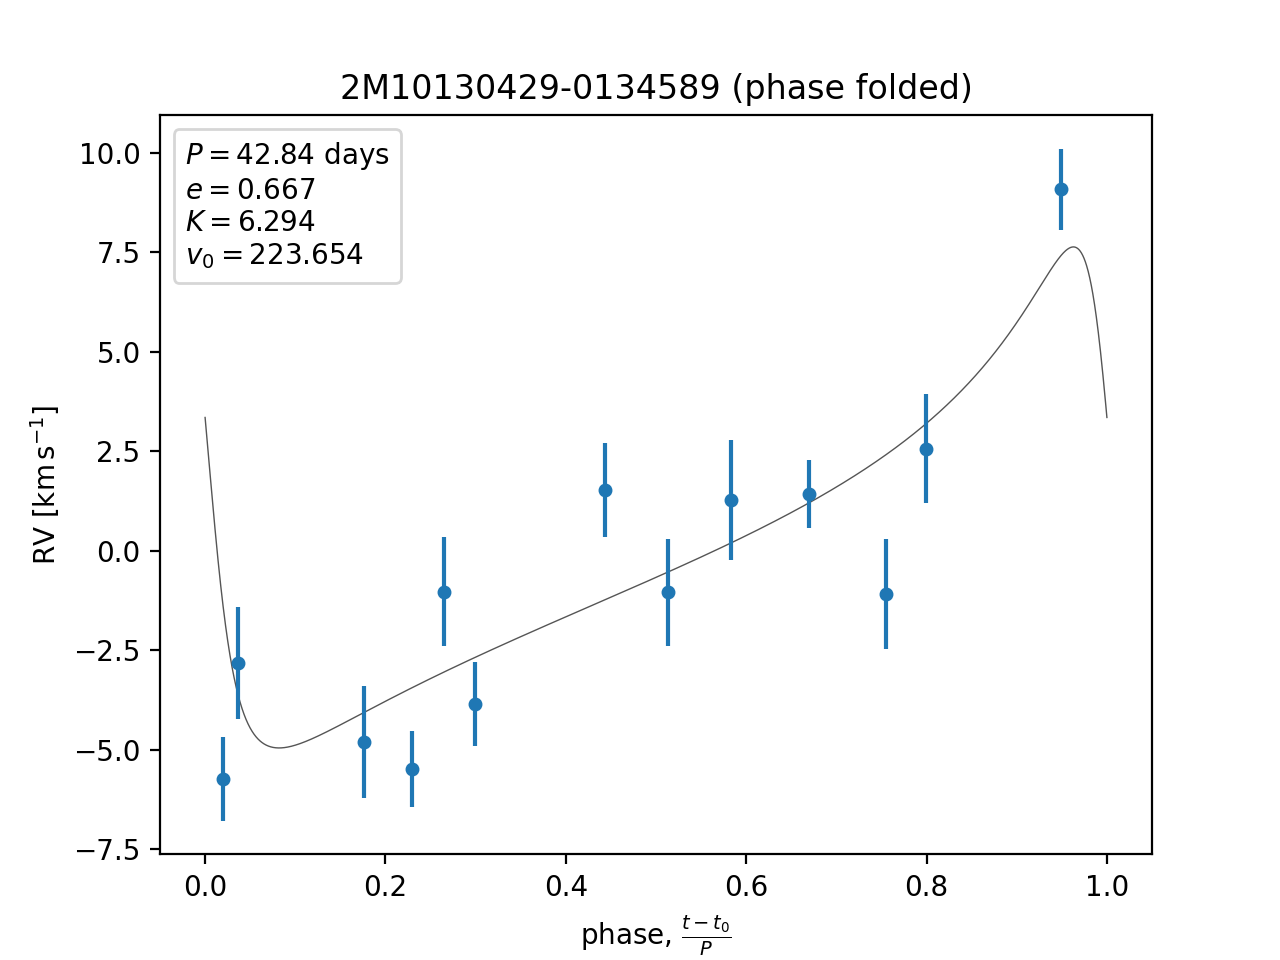 2M10130429-0134589 (phase folded)
P = 42.84 days
e = 0.667
K = 6.294
v₀ = 223.654
10.0
7.5
5.0
2.5
0.0
−2.5
−5.0
−7.5
RV [km s⁻¹]
0.0 0.2 0.4 0.6 0.8 1.0
phase, (t − t₀)/P